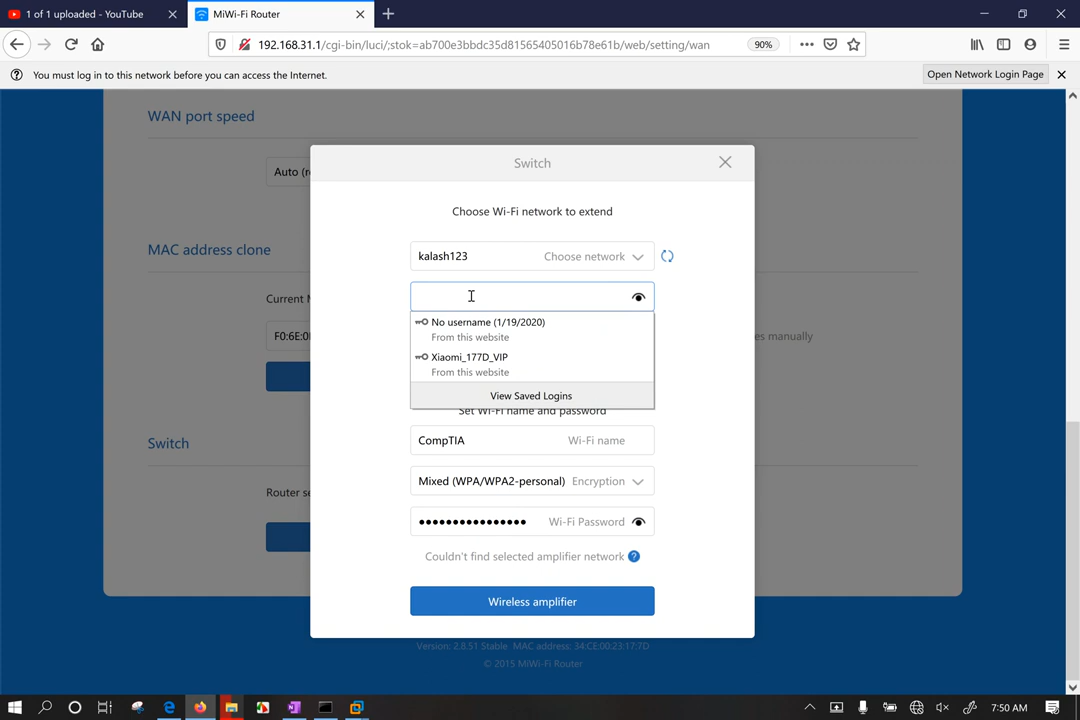 1 of 1 uploaded - YouTube
MiWi-Fi Router
192.168.31.1/cgi-bin/luci/;stok=ab700e3bbdc35d81565405016b78e61b/web/setting/wan
90%
You must log in to this network before you can access the Internet.
Open Network Login Page
WAN port speed
Auto (r
MAC address clone
Current M
F0:6E:0
es manually
Switch
Router se
Switch
Choose Wi-Fi network to extend
kalash123
Choose network
No username (1/19/2020)
From this website
Xiaomi_177D_VIP
From this website
View Saved Logins
Set Wi-Fi name and password
CompTIA
Wi-Fi name
Mixed (WPA/WPA2-personal)
Encryption
Wi-Fi Password
Couldn't find selected amplifier network ?
Wireless amplifier
Version: 2.8.51 Stable MAC address: 34:CE:00:23:17:7D
© 2015 MiWi-Fi Router
7:50 AM